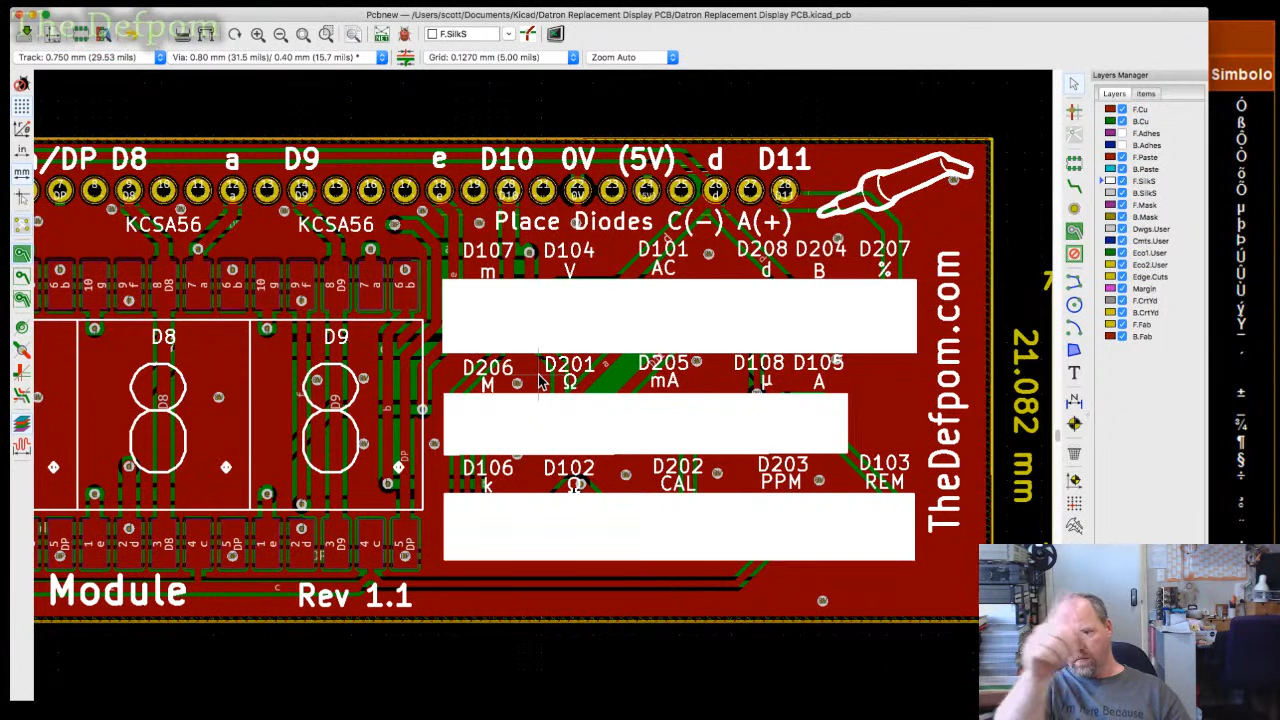 The Defpom
Pcbnew — /Users/scott/Documents/Kicad/Datron Replacement Display PCB/Datron Replacement Display PCB.kicad_pcb
F.SilkS
Track: 0.750 mm (29.53 mils)
Via: 0.80 mm (31.5 mils)/ 0.40 mm (15.7 mils) *
Grid: 0.1270 mm (5.00 mils)
Zoom Auto
Layers Manager
Layers
Items
F.Cu
B.Cu
F.Adhes
B.Adhes
F.Paste
B.Paste
F.SilkS
B.SilkS
F.Mask
B.Mask
Dwgs.User
Cmts.User
Eco1.User
Eco2.User
Edge.Cuts
Margin
F.CrtYd
B.CrtYd
F.Fab
B.Fab
Simbolo
in
mm
/DP D8 a D9 e D10 0V (5V) d D11
KCSA56
KCSA56
Place Diodes C(-) A(+)
D107 D104 D101 D208 D204 D207
m V AC d B %
D8
D9
D206 D201 D205 D108 D105
M Ω mA µ A
D106 D102 D202 D203 D103
k Ω CAL PPM REM
Module
Rev 1.1
TheDefpom.com
21.082 mm
I'm Here Because